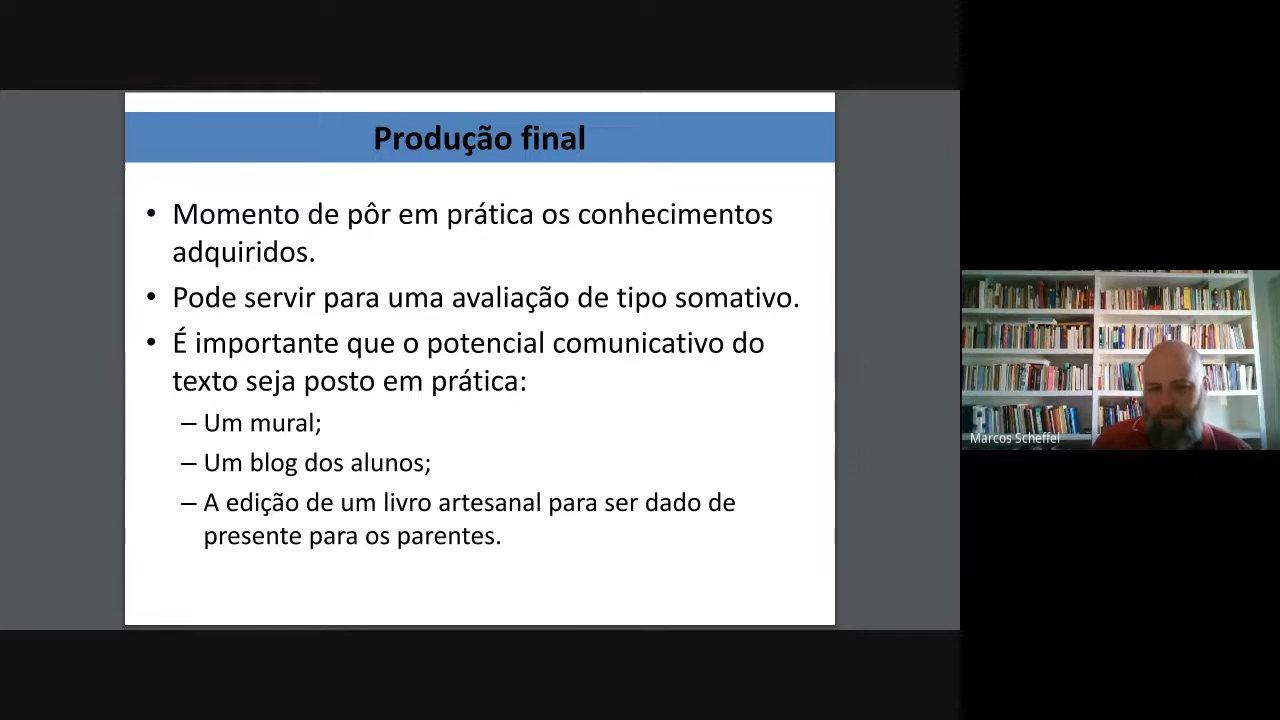 Produção final
• Momento de pôr em prática os conhecimentos
adquiridos.
• Pode servir para uma avaliação de tipo somativo.
• É importante que o potencial comunicativo do
texto seja posto em prática:
– Um mural;
– Um blog dos alunos;
– A edição de um livro artesanal para ser dado de
presente para os parentes.
Marcos Scheffel